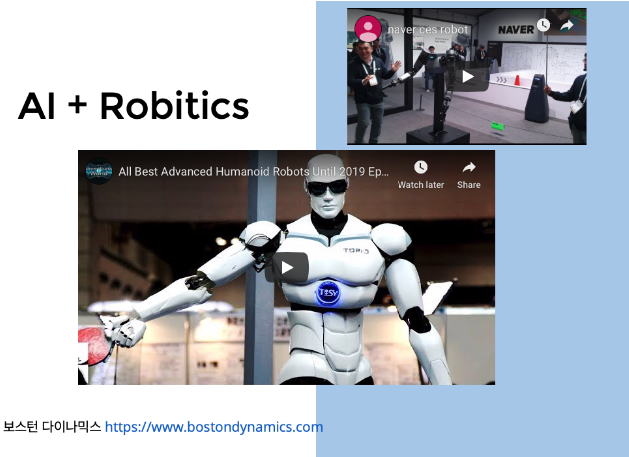 naver ces robot
NAVER
AI + Robitics
All Best Advanced Humanoid Robots Until 2019 Ep...
Watch later
Share
TOPIO
TOSY
보스턴 다이나믹스 https://www.bostondynamics.com